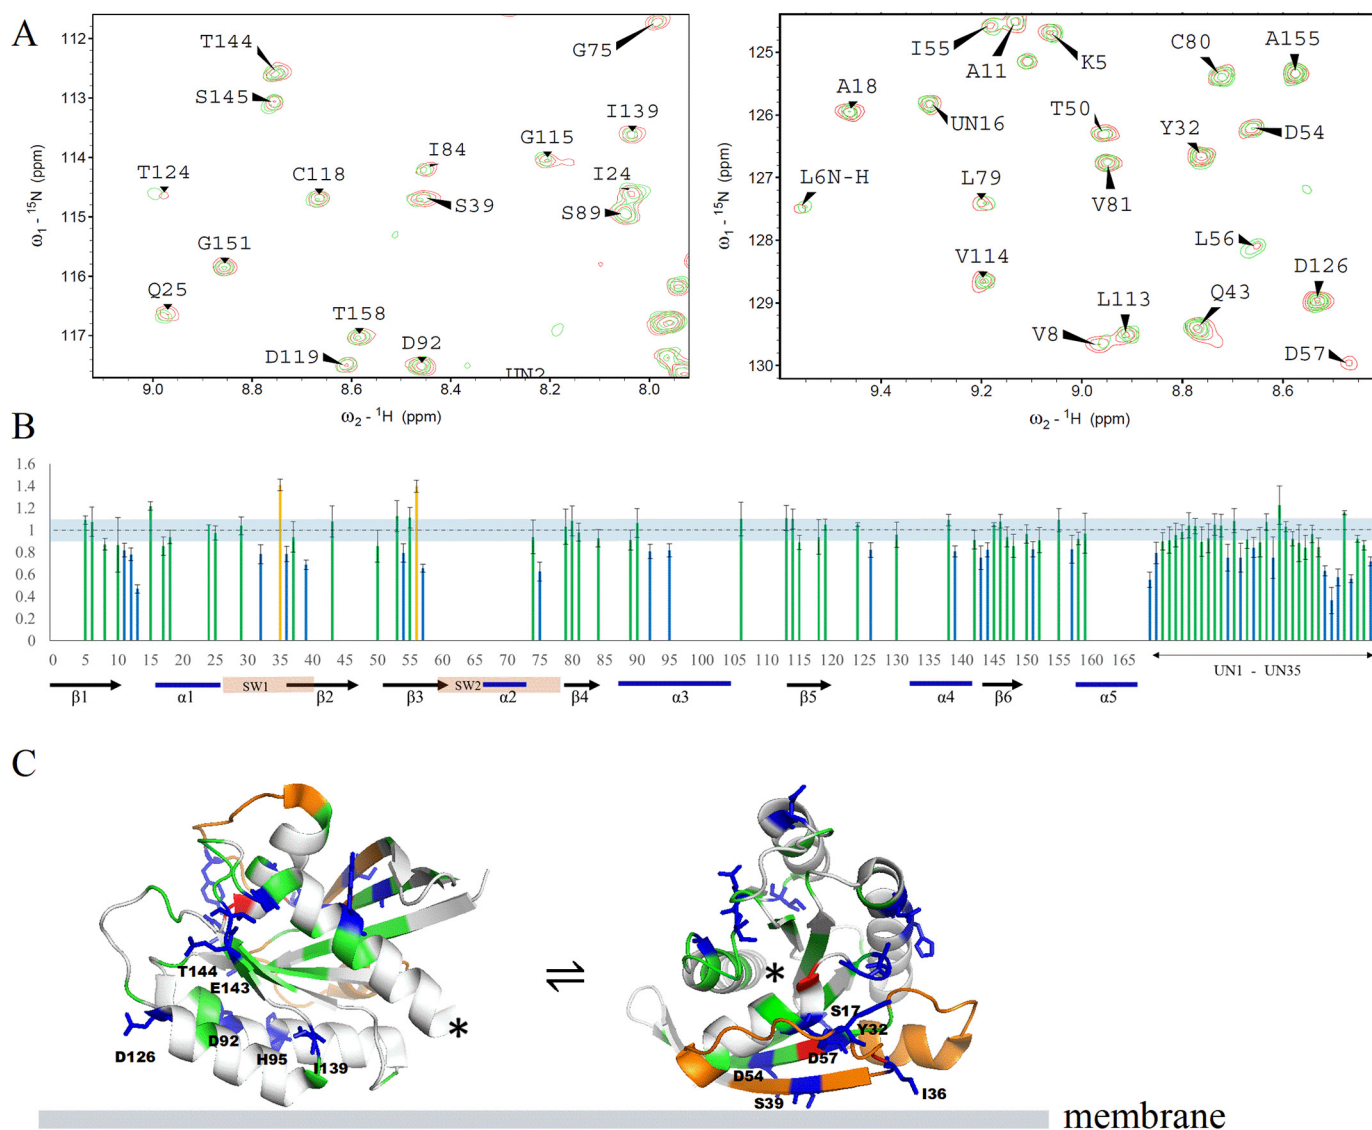 A
112
113
114
115
116
117
ω1 - 15N (ppm)
T144
S145
G75
I139
G115
I84
I24
T124
C118
S39
S89
G151
Q25
T158
D119
D92
UN2
9.0
8.8
8.6
8.4
8.2
8.0
ω2 - 1H (ppm)
125
126
127
128
129
130
ω1 - 15N (ppm)
I55
A11
K5
C80
A155
A18
UN16
T50
Y32
D54
L6N-H
L79
V81
L56
V114
L113
Q43
D126
V8
D57
9.4
9.2
9.0
8.8
8.6
ω2 - 1H (ppm)
B
1.6
1.4
1.2
1
0.8
0.6
0.4
0.2
0
0 5 10 15 20 25 30 35 40 45 50 55 60 65 70 75 80 85 90 95 100 105 110 115 120 125 130 135 140 145 150 155 160 165
UN1 - UN35
β1 α1 SW1 β2 β3 SW2 α2 β4 α3 β5 α4 β6 α5
C
T144
E143
D126
D92
H95
I139
*
⇌
*
S17
Y32
D57
D54
S39
I36
membrane